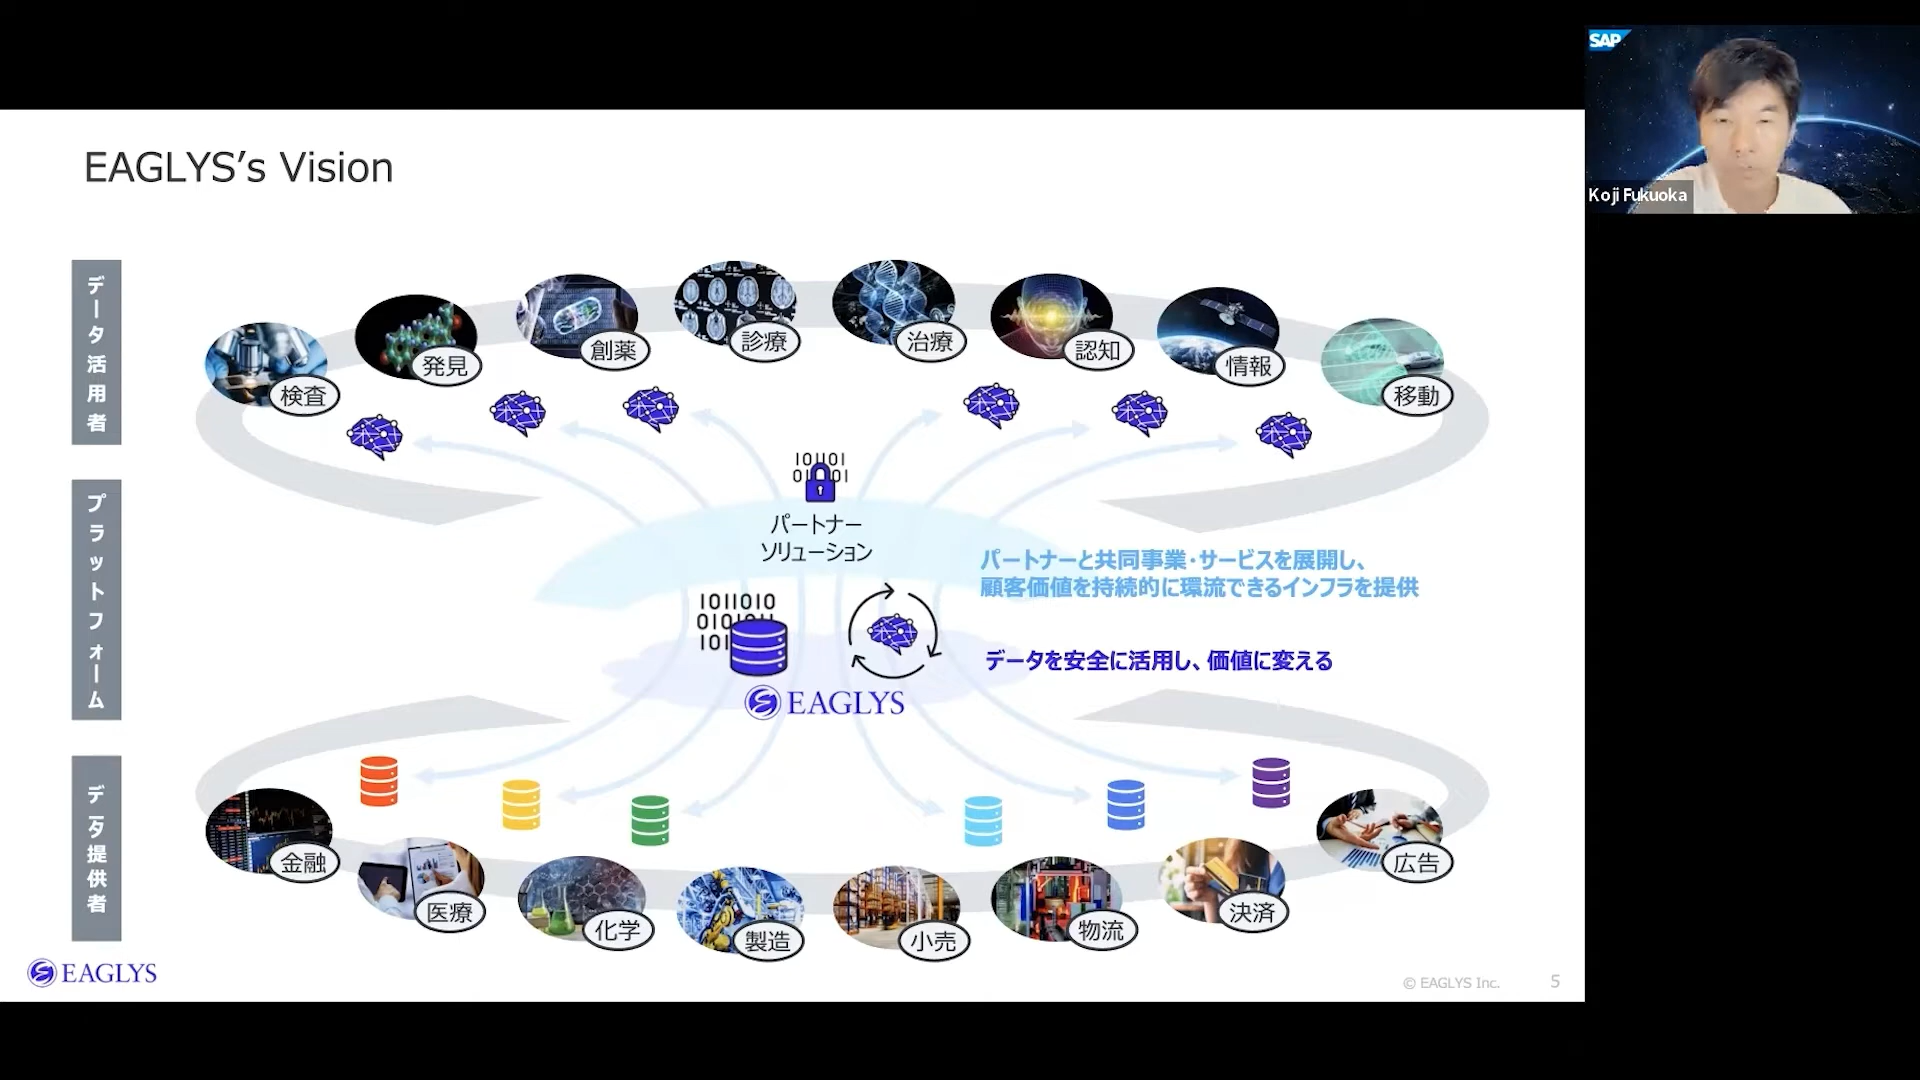 SAP
Koji Fukuoka
EAGLYS’s Vision
データ活用者
検査
発見
創薬
診療
治療
認知
情報
移動
プラットフォーム
101101
パートナー
ソリューション
パートナーと共同事業・サービスを展開し、
顧客価値を持続的に環流できるインフラを提供
1011010
データを安全に活用し、価値に変える
EAGLYS
データ提供者
金融
医療
化学
製造
小売
物流
決済
広告
EAGLYS
© EAGLYS Inc.
5